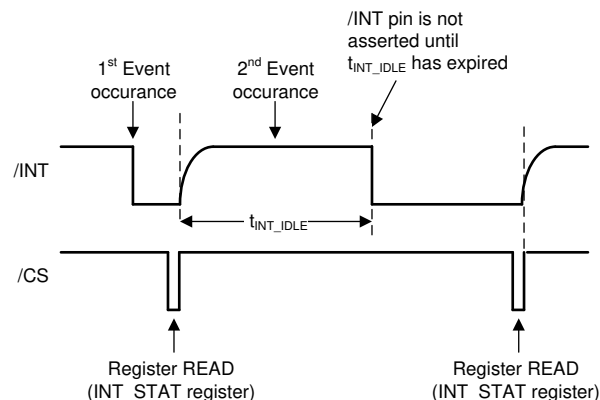 /INT pin is not
asserted until
tINT_IDLE has expired
1st Event
occurance
2nd Event
occurance
/INT
tINT_IDLE
/CS
Register READ
(INT_STAT register)
Register READ
(INT_STAT register)